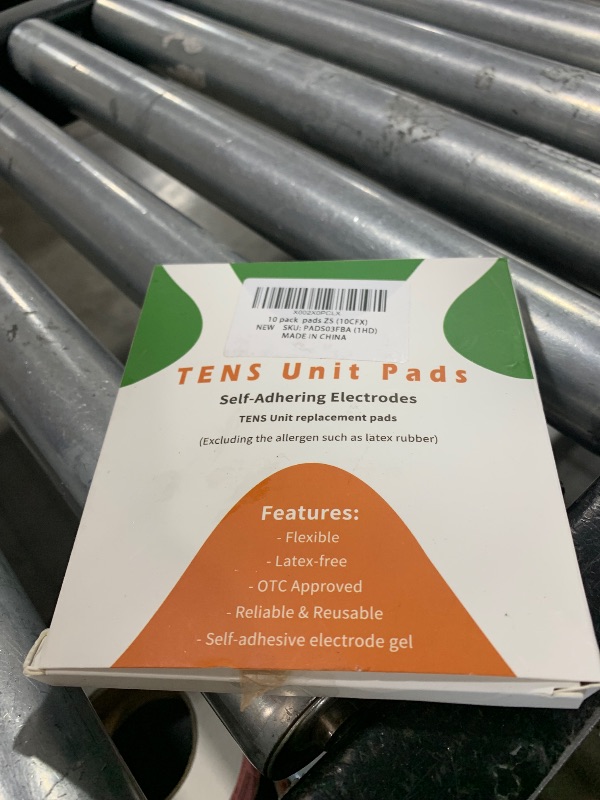 X002X0PCLX
10 pack pads ZS (10CFX)
NEW SKU: PADS03FBA (1HD)
MADE IN CHINA
TENS Unit Pads
Self-Adhering Electrodes
TENS Unit replacement pads
(Excluding the allergen such as latex rubber)
Features:
- Flexible
- Latex-free
- OTC Approved
- Reliable & Reusable
- Self-adhesive electrode gel